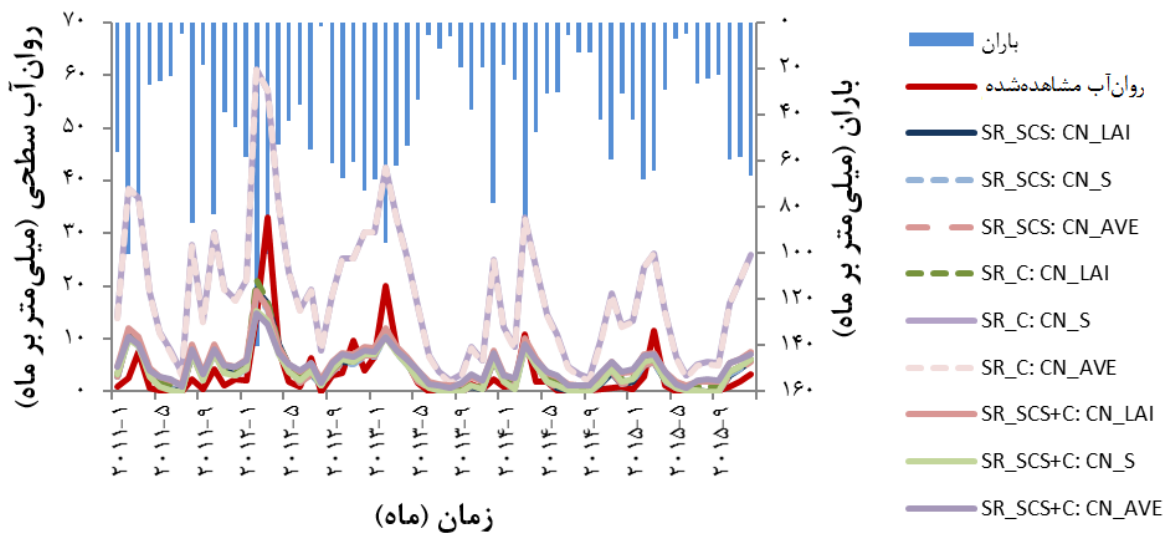 روان‌آب سطحی (میلی‌متر بر ماه)
۷۰
۶۰
۵۰
۴۰
۳۰
۲۰
۱۰
۰
۰
۲۰
۴۰
۶۰
۸۰
۱۰۰
۱۲۰
۱۴۰
۱۶۰
باران (میلی‌متر بر ماه)
۲۰۱۱-۱
۲۰۱۱-۵
۲۰۱۱-۹
۲۰۱۲-۱
۲۰۱۲-۵
۲۰۱۲-۹
۲۰۱۳-۱
۲۰۱۳-۵
۲۰۱۳-۹
۲۰۱۴-۱
۲۰۱۴-۵
۲۰۱۴-۹
۲۰۱۵-۱
۲۰۱۵-۵
۲۰۱۵-۹
زمان (ماه)
باران
روان‌آب مشاهده‌شده
SR_SCS: CN_LAI
SR_SCS: CN_S
SR_SCS: CN_AVE
SR_C: CN_LAI
SR_C: CN_S
SR_C: CN_AVE
SR_SCS+C: CN_LAI
SR_SCS+C: CN_S
SR_SCS+C: CN_AVE